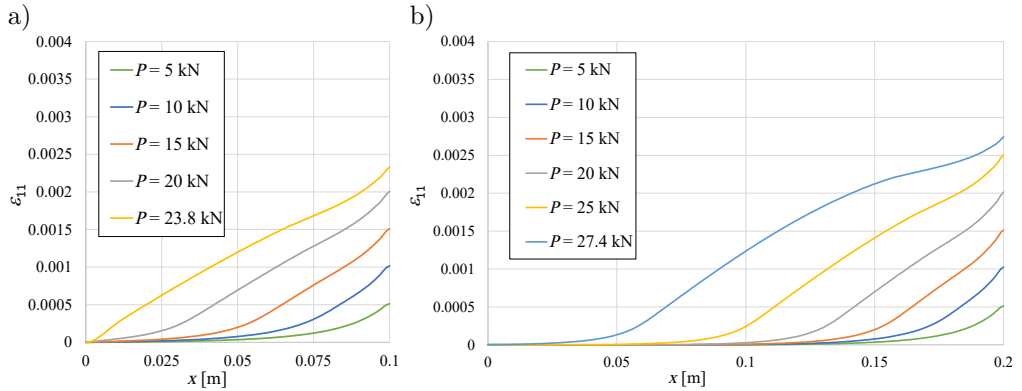 a)
0.004
0.0035
0.003
0.0025
0.002
0.0015
0.001
0.0005
0
ε11
P = 5 kN
P = 10 kN
P = 15 kN
P = 20 kN
P = 23.8 kN
0 0.025 0.05 0.075 0.1
x [m]
b)
0.004
0.0035
0.003
0.0025
0.002
0.0015
0.001
0.0005
0
ε11
P = 5 kN
P = 10 kN
P = 15 kN
P = 20 kN
P = 25 kN
P = 27.4 kN
0 0.05 0.1 0.15 0.2
x [m]